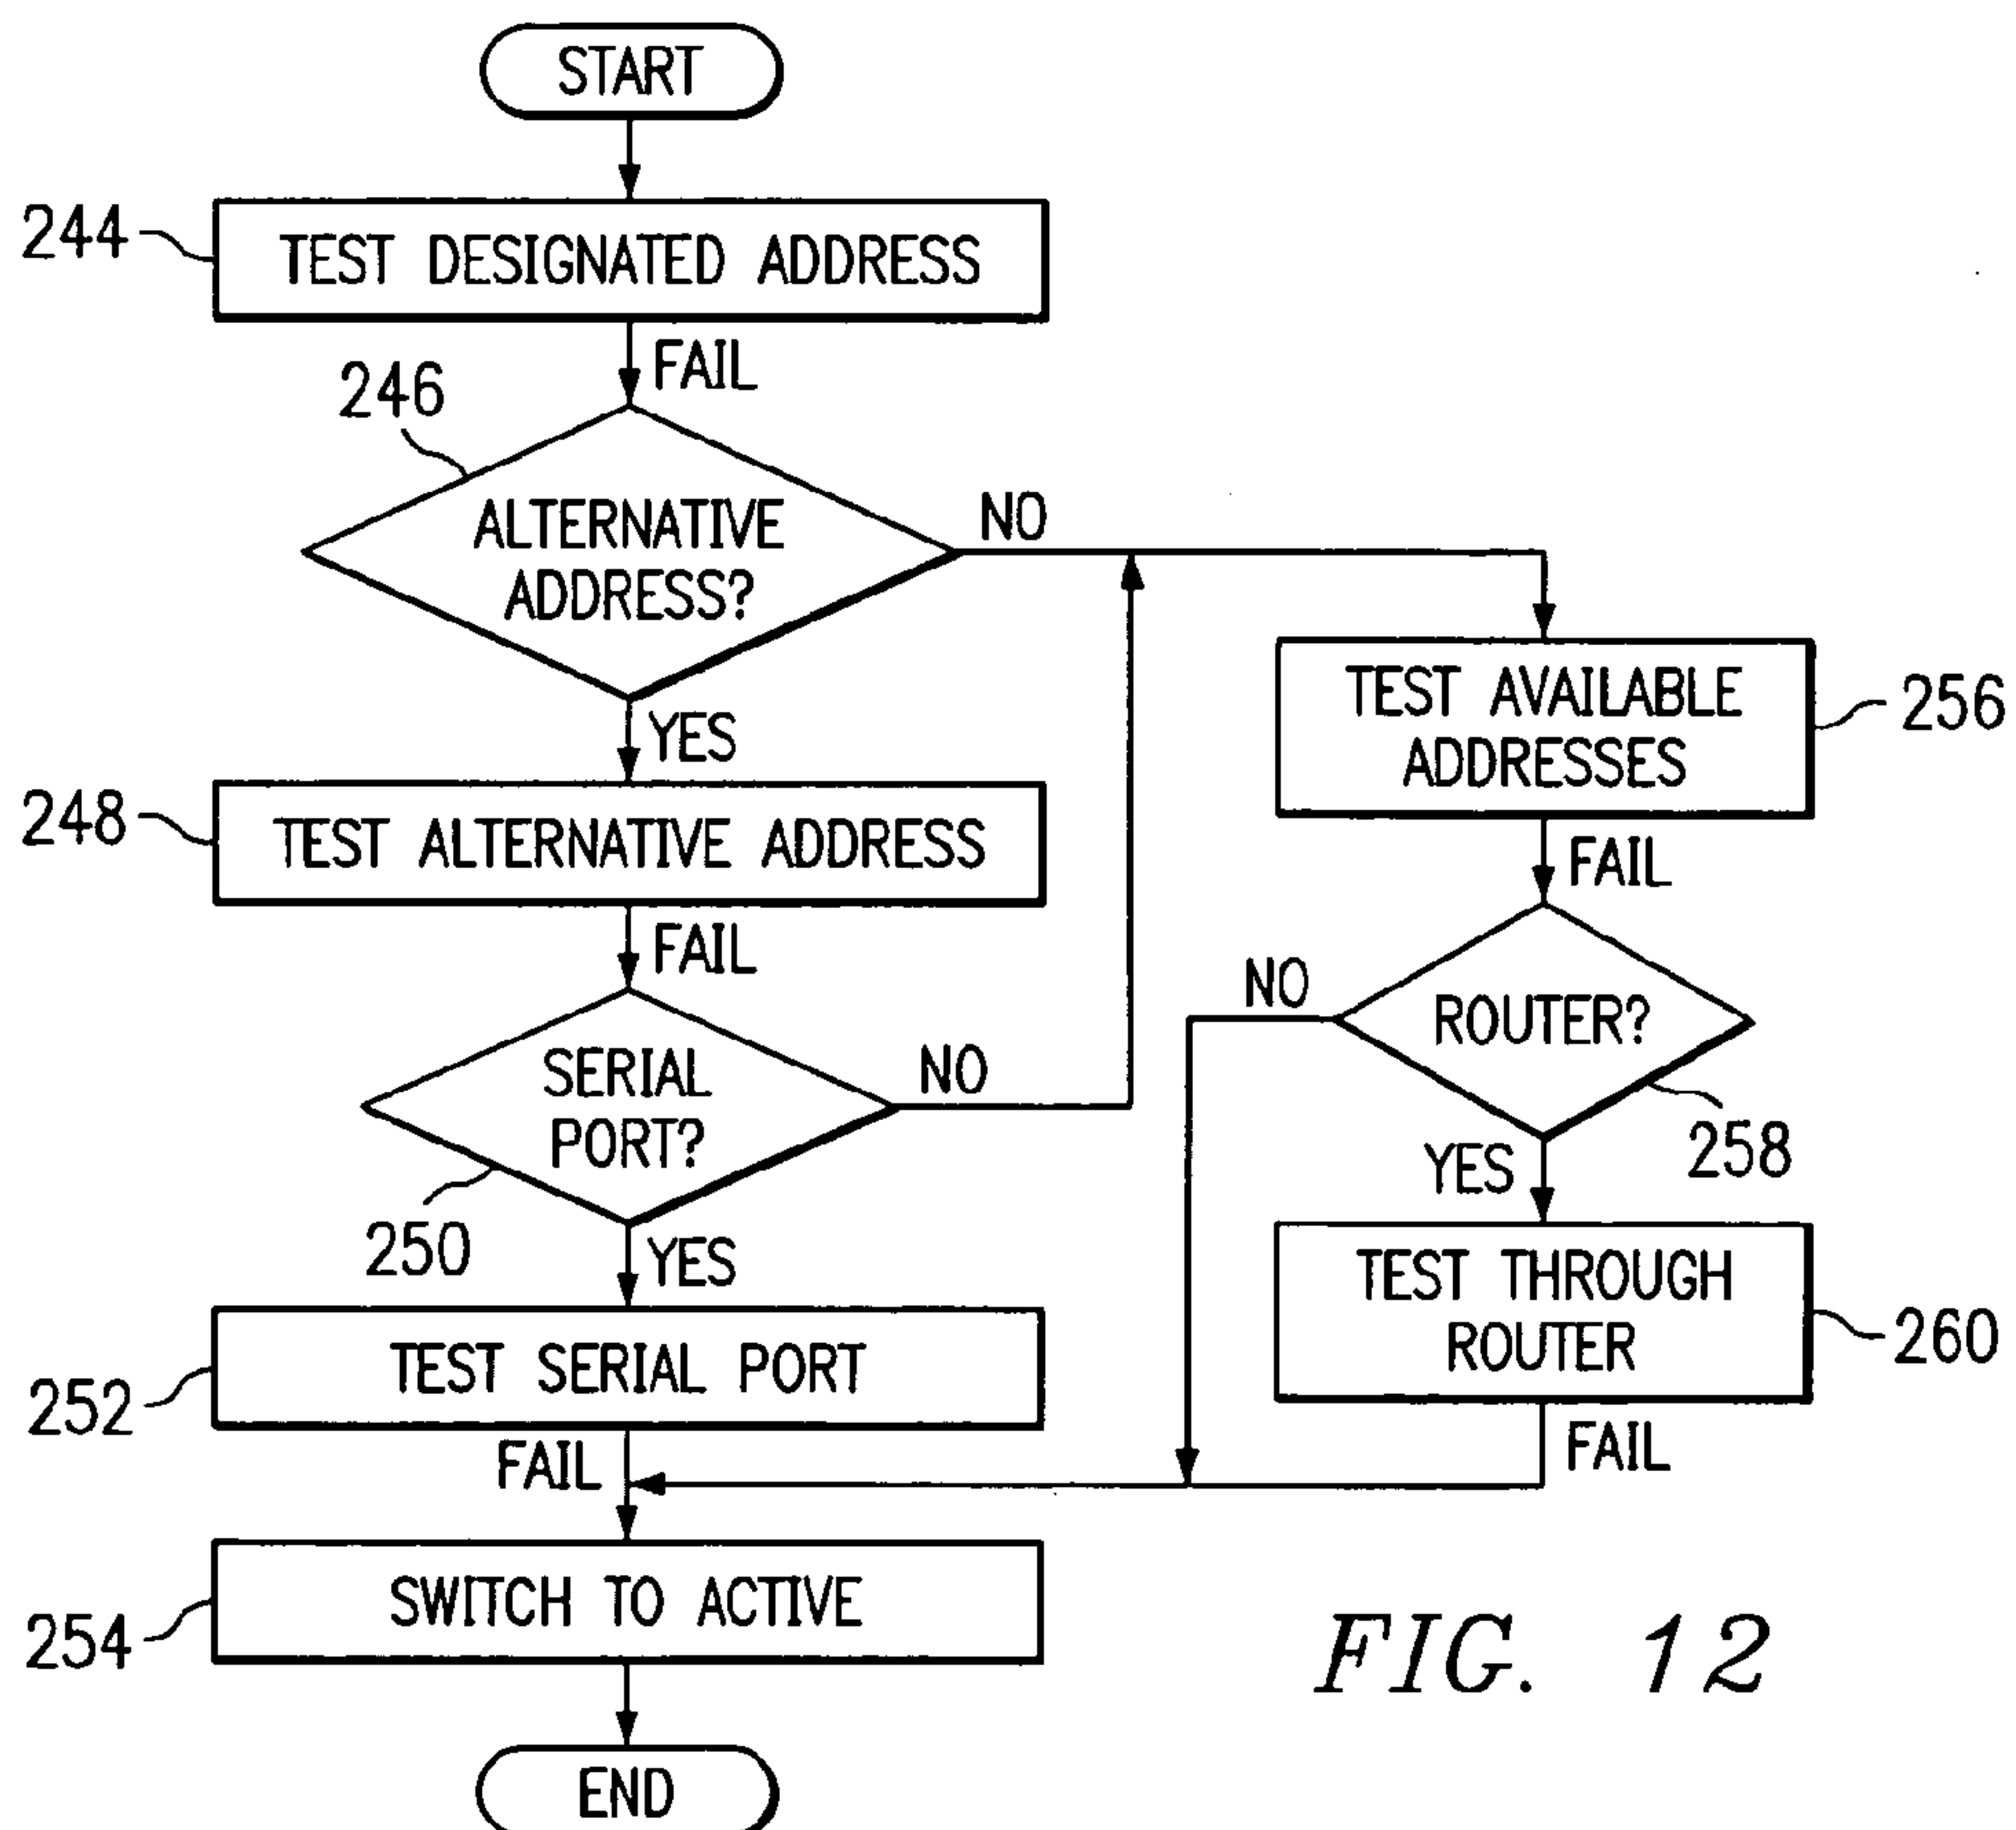 START
244
TEST DESIGNATED ADDRESS
FAIL
246
ALTERNATIVE
ADDRESS?
NO
YES
248
TEST ALTERNATIVE ADDRESS
FAIL
SERIAL
PORT?
NO
250
YES
252
TEST SERIAL PORT
FAIL
254
SWITCH TO ACTIVE
END
TEST AVAILABLE
ADDRESSES
256
FAIL
ROUTER?
NO
258
YES
TEST THROUGH
ROUTER
260
FAIL
FIG. 12